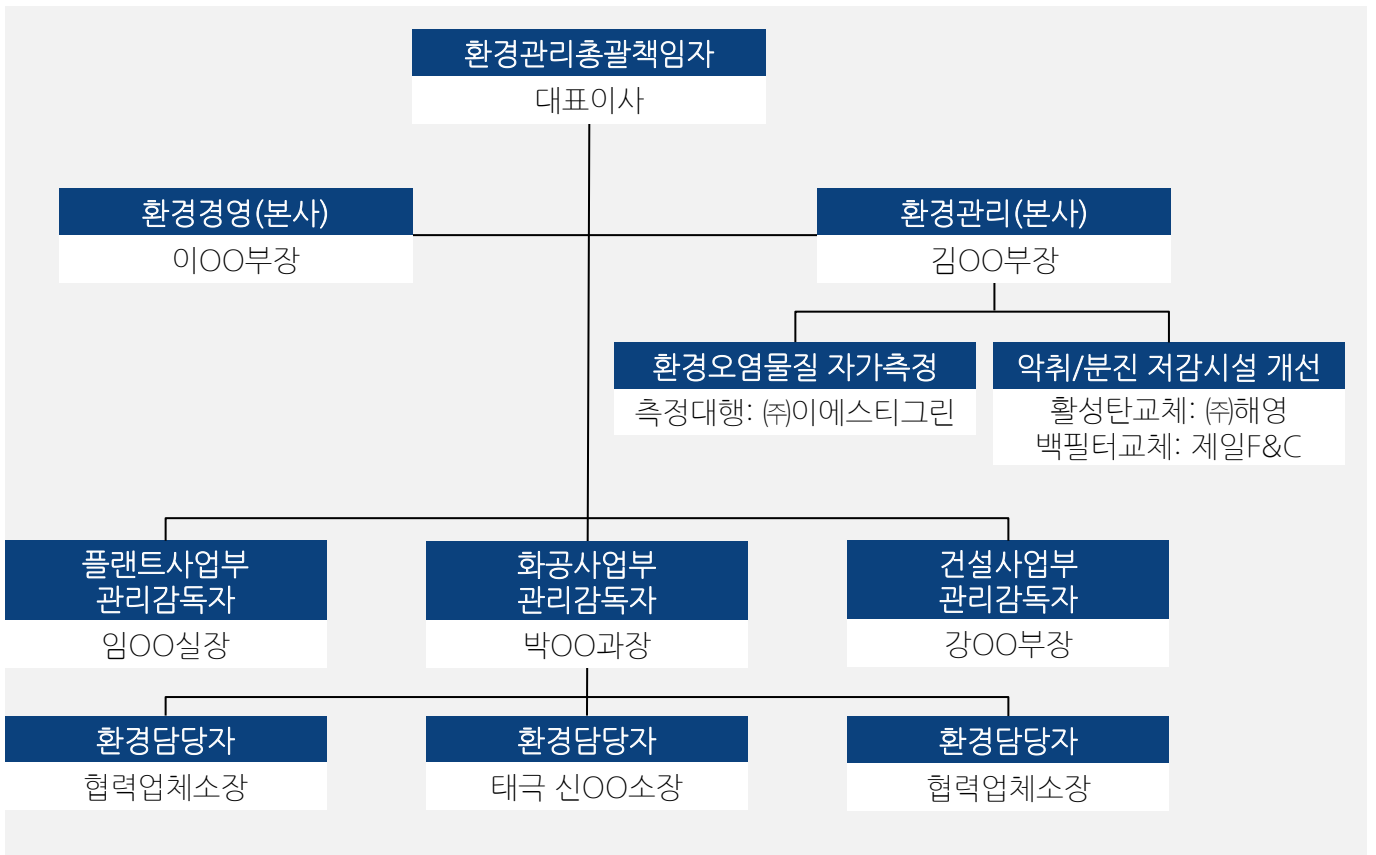 환경관리총괄책임자
대표이사
환경경영(본사)
이OO부장
환경관리(본사)
김OO부장
환경오염물질 자가측정
측정대행: ㈜이에스티그린
악취/분진 저감시설 개선
활성탄교체: ㈜해영
백필터교체: 제일F&C
플랜트사업부
관리감독자
임OO실장
화공사업부
관리감독자
박OO과장
건설사업부
관리감독자
강OO부장
환경담당자
협력업체소장
환경담당자
태극 신OO소장
환경담당자
협력업체소장